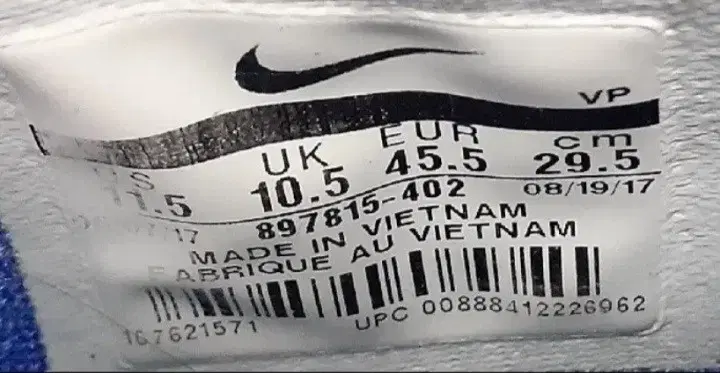 VP
US UK EUR cm
11.5 10.5 45.5 29.5
897815-402 08/19/17
MADE IN VIETNAM
FABRIQUE AU VIETNAM
167621571 UPC 00888412226962